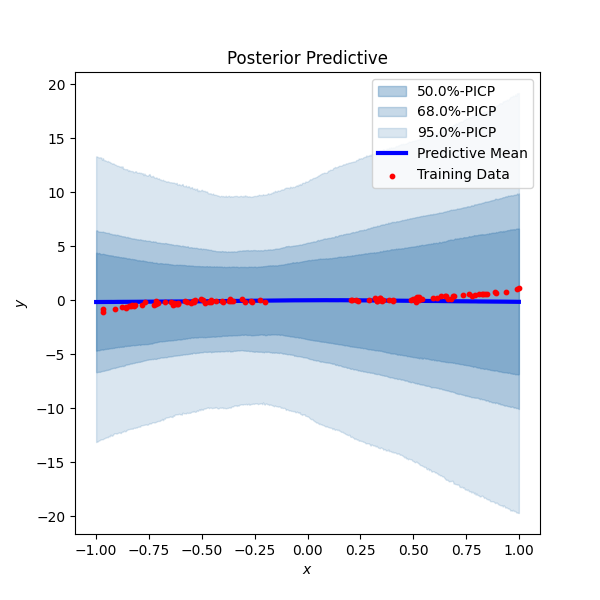 Posterior Predictive
20
15
10
5
0
−5
−10
−15
−20
y
50.0%-PICP
68.0%-PICP
95.0%-PICP
Predictive Mean
Training Data
−1.00 −0.75 −0.50 −0.25 0.00 0.25 0.50 0.75 1.00
x